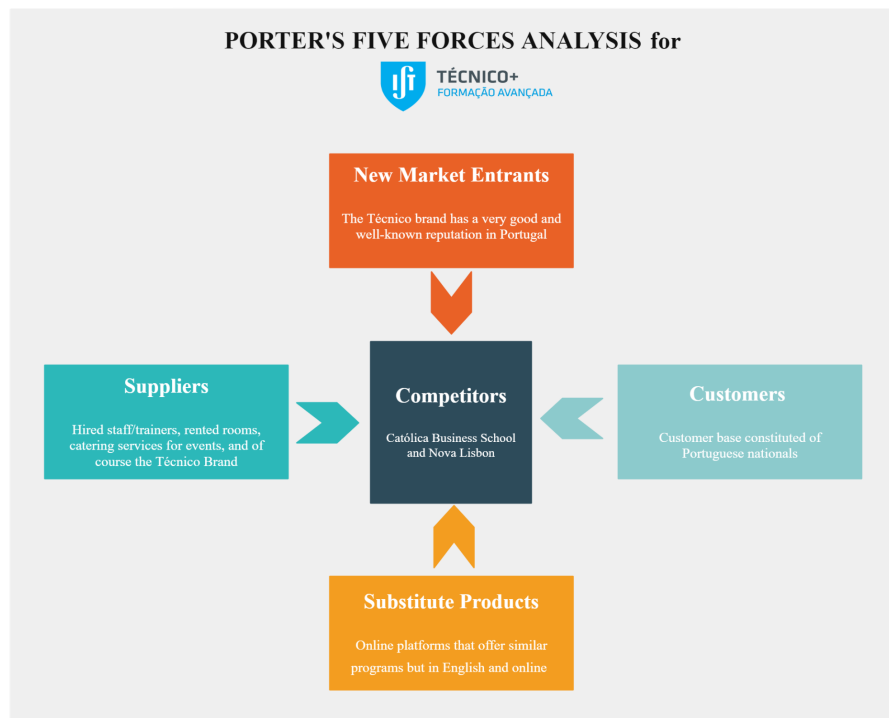 PORTER'S FIVE FORCES ANALYSIS for
TÉCNICO+
FORMAÇÃO AVANÇADA
New Market Entrants
The Técnico brand has a very good and
well-known reputation in Portugal
Suppliers
Hired staff/trainers, rented rooms,
catering services for events, and of
course the Técnico Brand
Competitors
Católica Business School
and Nova Lisbon
Customers
Customer base constituted of
Portuguese nationals
Substitute Products
Online platforms that offer similar
programs but in English and online